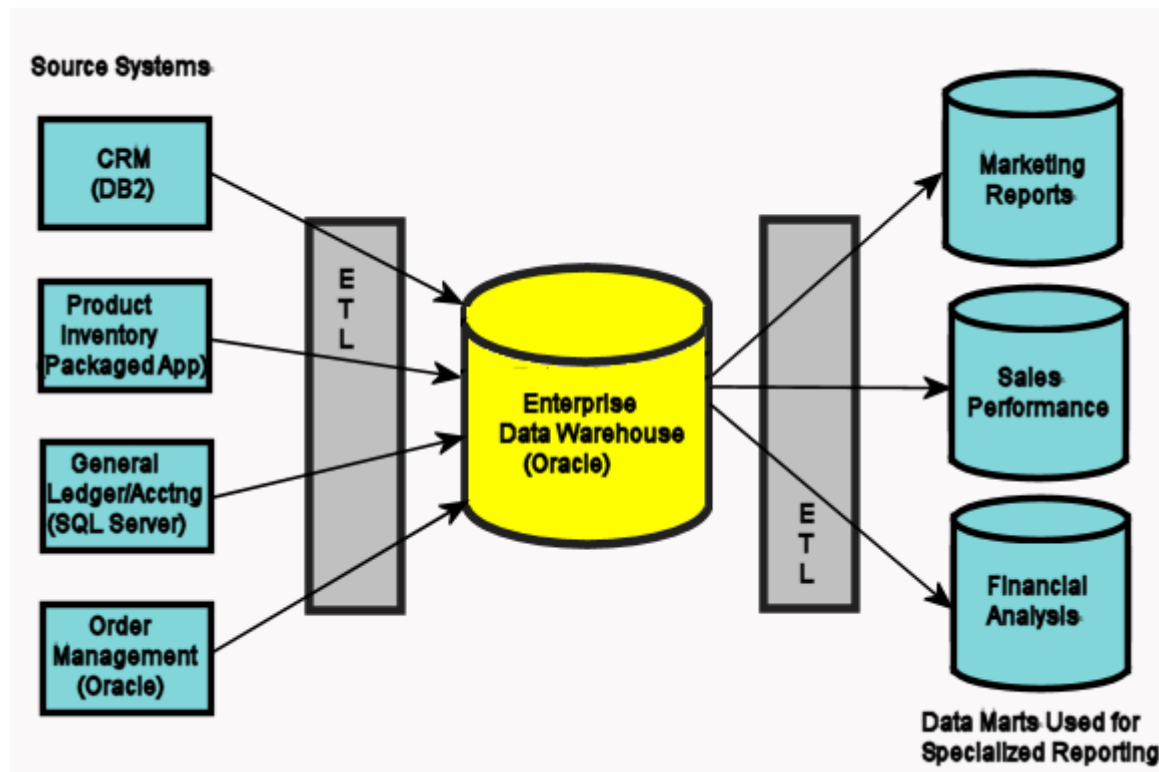 Source Systems
CRM
(DB2)
Product
Inventory
(Packaged App)
General
Ledger/Acctng
(SQL Server)
Order
Management
(Oracle)
E
T
L
Enterprise
Data Warehouse
(Oracle)
E
T
L
Marketing
Reports
Sales
Performance
Financial
Analysis
Data Marts Used for
Specialized Reporting